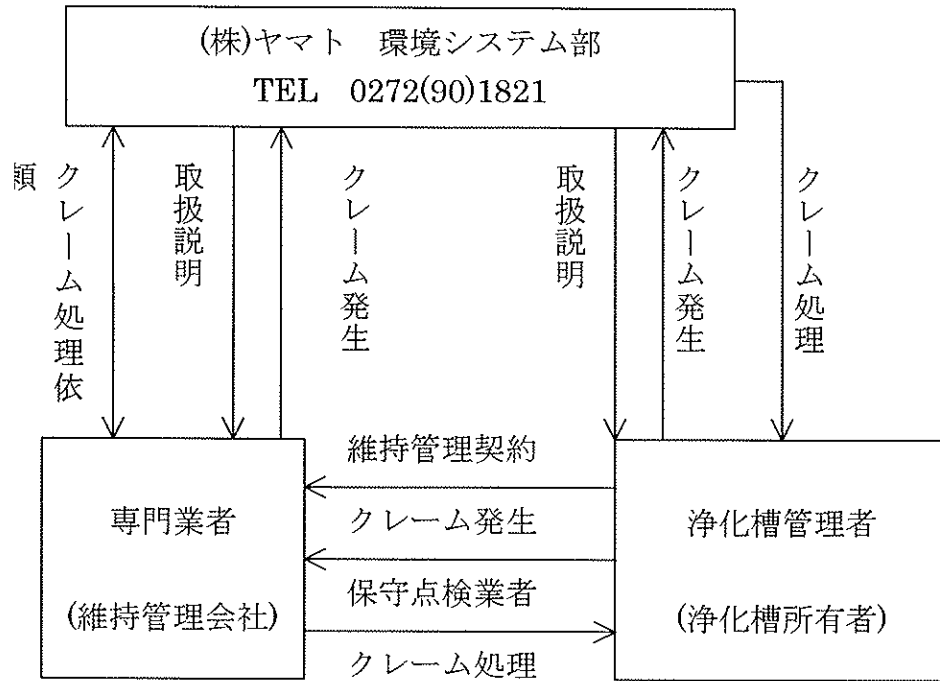 (株)ヤマト 環境システム部
TEL 0272(90)1821
クレーム処理依
頼
取扱説明
クレーム発生
取扱説明
クレーム発生
クレーム処理
維持管理契約
クレーム発生
保守点検業者
クレーム処理
専門業者
(維持管理会社)
浄化槽管理者
(浄化槽所有者)